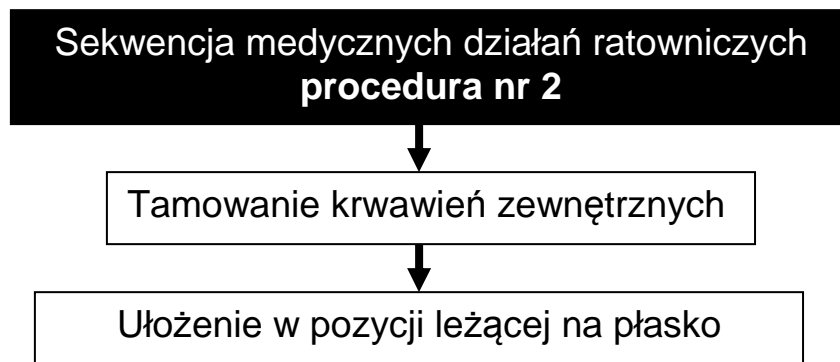 Sekwencja medycznych działań ratowniczych
procedura nr 2
Tamowanie krwawień zewnętrznych
Ułożenie w pozycji leżącej na płasko